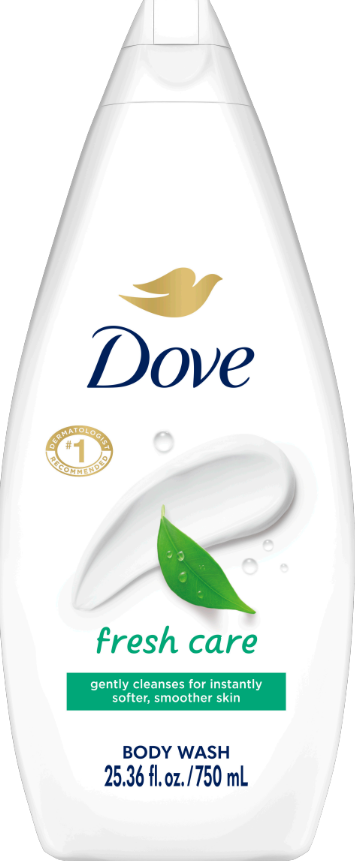 Dove
DERMATOLOGIST
#1
RECOMMENDED
fresh care
gently cleanses for instantly
softer, smoother skin
BODY WASH
25.36 fl. oz. / 750 mL